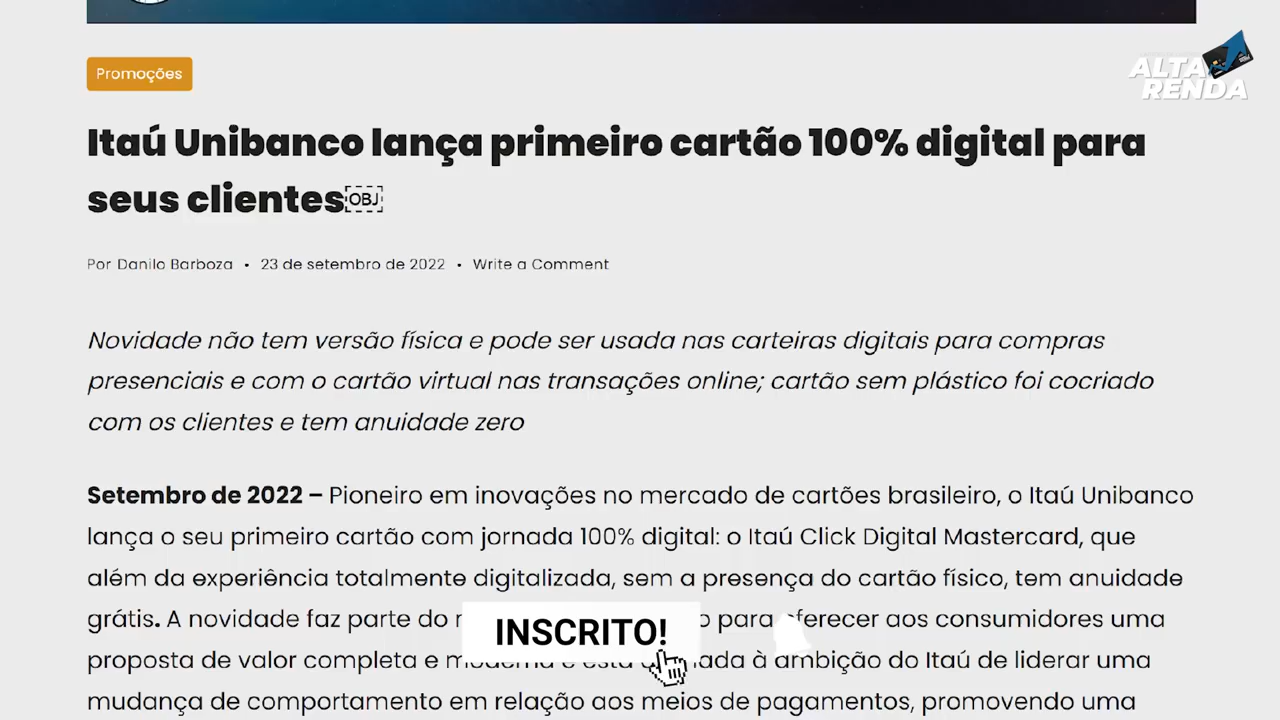 Promoções
ALTA
RENDA
Itaú Unibanco lança primeiro cartão 100% digital para
seus clientes￼
Por Danilo Barboza • 23 de setembro de 2022 • Write a Comment
Novidade não tem versão física e pode ser usada nas carteiras digitais para compras
presenciais e com o cartão virtual nas transações online; cartão sem plástico foi cocriado
com os clientes e tem anuidade zero
Setembro de 2022 – Pioneiro em inovações no mercado de cartões brasileiro, o Itaú Unibanco
lança o seu primeiro cartão com jornada 100% digital: o Itaú Click Digital Mastercard, que
além da experiência totalmente digitalizada, sem a presença do cartão físico, tem anuidade
grátis. A novidade faz parte do para oferecer aos consumidores uma
INSCRITO!
proposta de valor completa e moderna e está à ambição do Itaú de liderar uma
mudança de comportamento em relação aos meios de pagamentos, promovendo uma